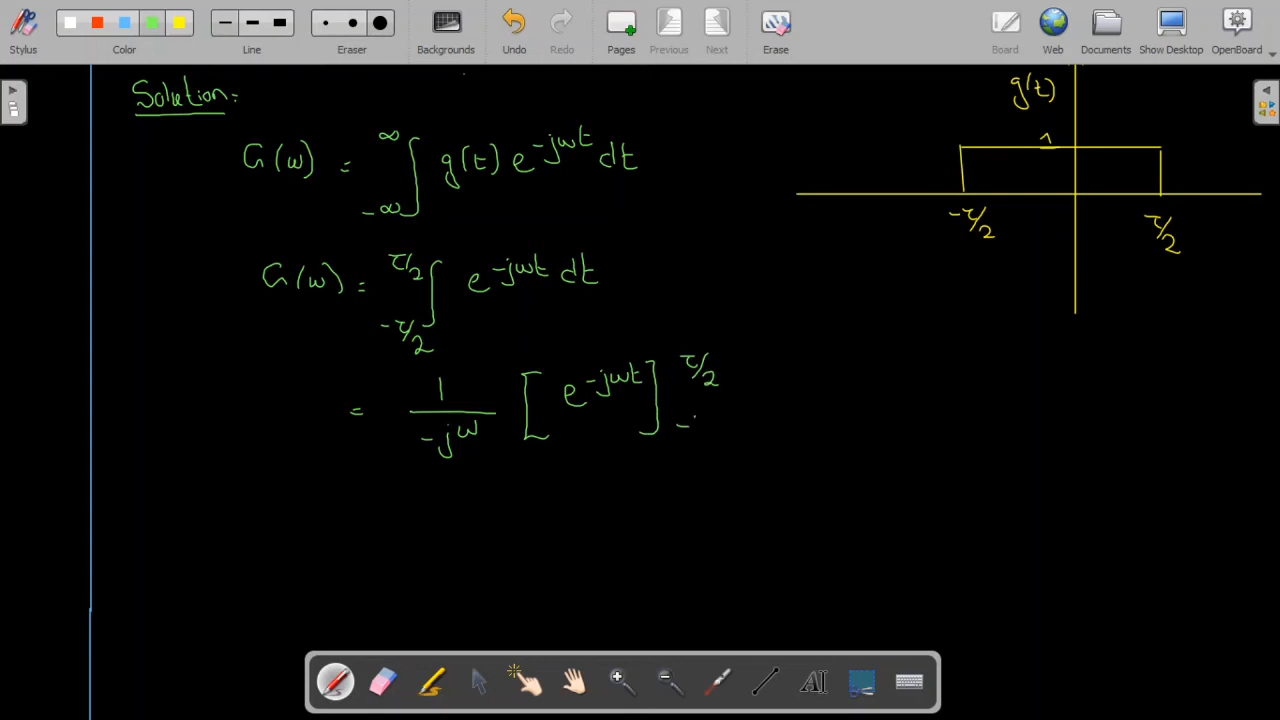 Stylus Color Line Eraser Backgrounds Undo Redo Pages Previous Next Erase Board Web Documents Show Desktop OpenBoard
Solution:
g(t)
1
-τ/2 τ/2
G(ω) = ∞ ∫ -∞ g(t) e^-jωt dt
G(ω) = τ/2 ∫ -τ/2 e^-jωt dt
= 1/-jω [ e^-jωt ] τ/2 -